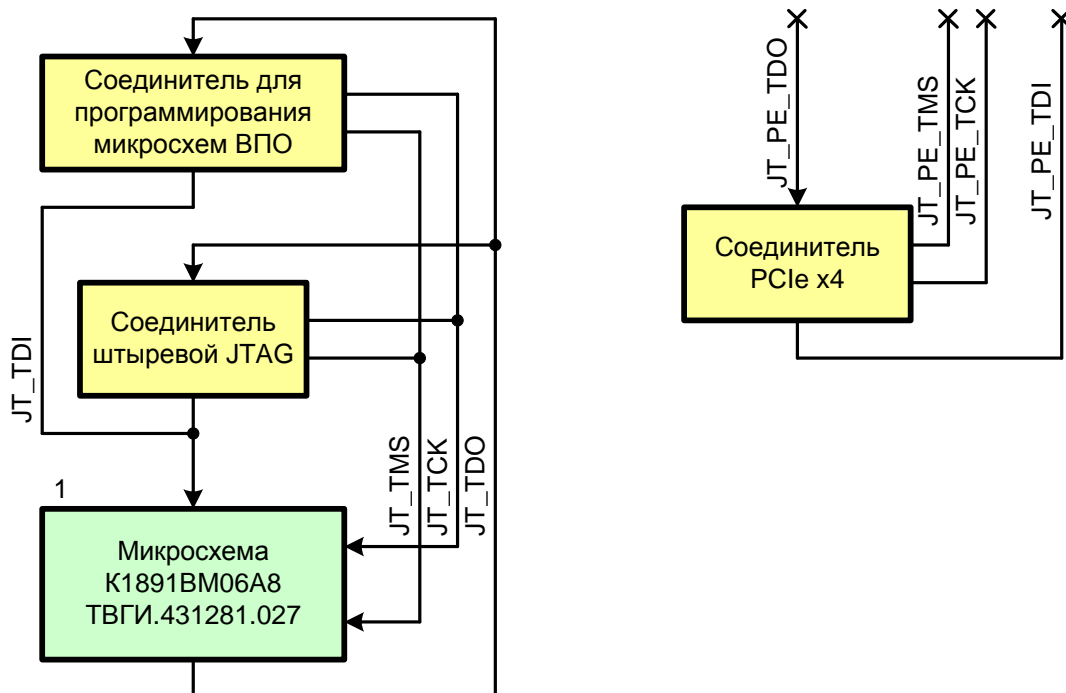 Соединитель для
программирования
микросхем ВПО
Соединитель
штыревой JTAG
JT_TDI
JT_TMS
JT_TCK
JT_TDO
1
Микросхема
К1891ВМ06А8
ТВГИ.431281.027
JT_PE_TDO
JT_PE_TMS
JT_PE_TCK
JT_PE_TDI
Соединитель
PCIe x4